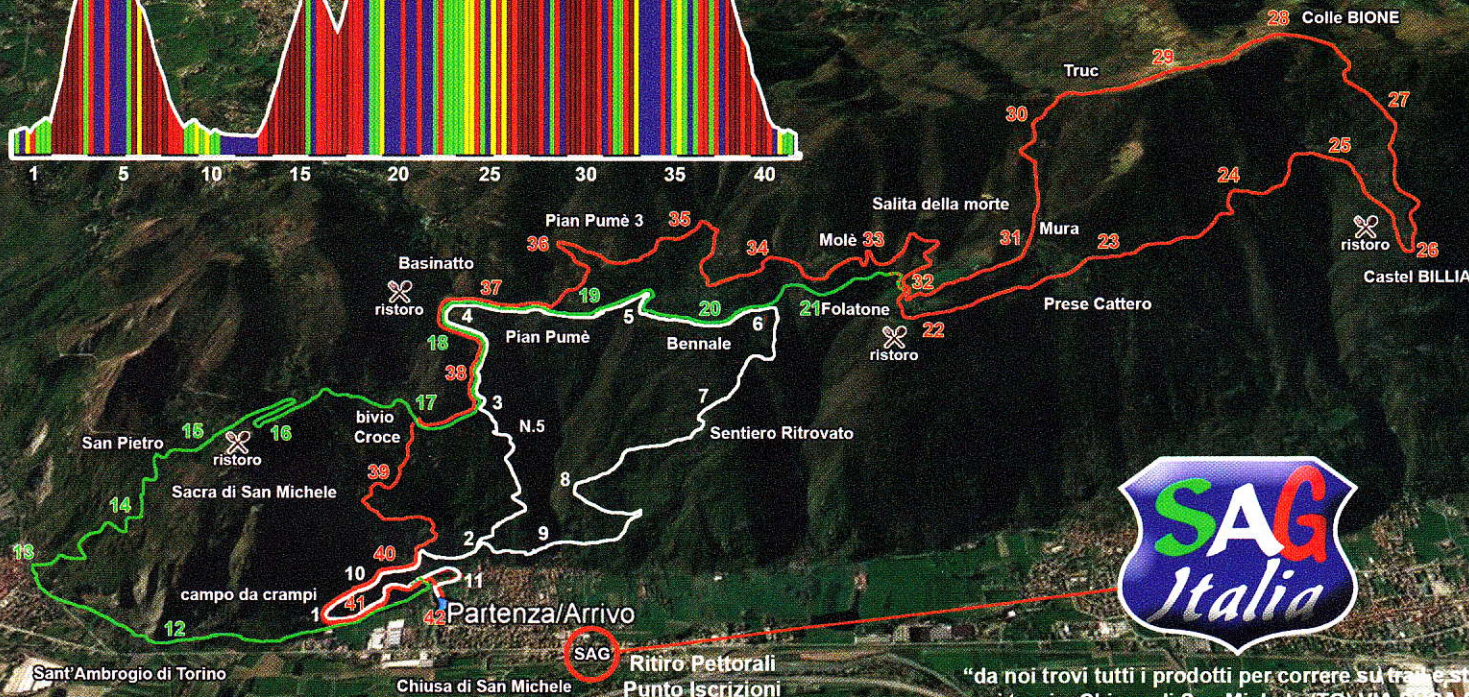 1 5 10 15 20 25 30 35 40
28 Colle BIONE
29
Truc
27
30
25
24
Salita della morte
Pian Pumè 3 35
36 34 Molè 33 31 Mura 23
ristoro
26
Basinatto
37
ristoro
32
Castel BILLIA
19
20
21 Folatone
Prese Cattero
4
5
6
22
18
Pian Pumè
Bennale
ristoro
38
7
17
3
bivio
Croce
N.5
Sentiero Ritrovato
15
16
San Pietro
ristoro
39
8
Sacra di San Michele
14
SAG
Italia
2
9
13
40
10
11
campo da crampi
1
41
42
Partenza/Arrivo
12
SAG
Ritiro Pettorali
Punto Iscrizioni
Sant'Ambrogio di Torino
Chiusa di San Michele
"da noi trovi tutti i prodotti per correre su trail e st